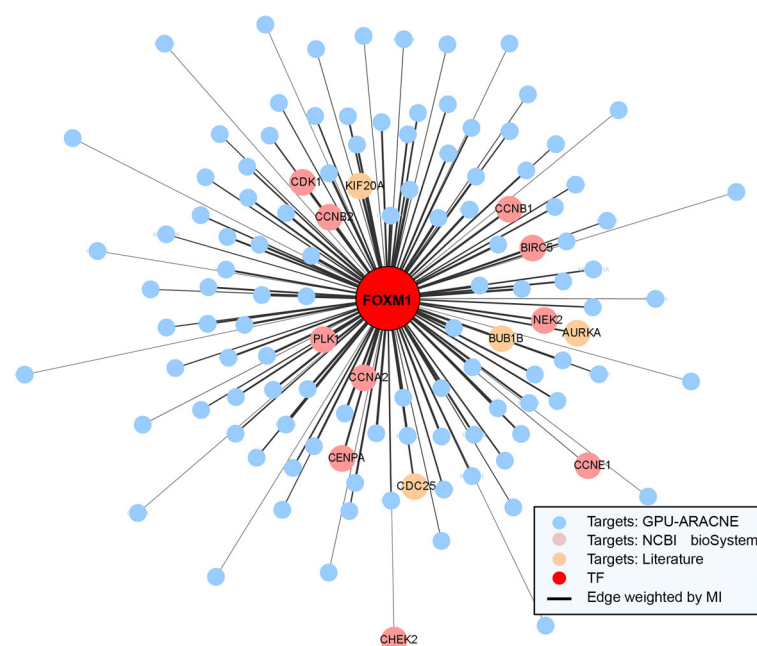 CDK1
KIF20A
CCNB2
CCNB1
BIRC5
FOXM1
NEK2
BUB1B
AURKA
PLK1
CCNA2
CENPA
CCNE1
CDC25
CHEK2
Targets: GPU-ARACNE
Targets: NCBI bioSystem
Targets: Literature
TF
Edge weighted by MI